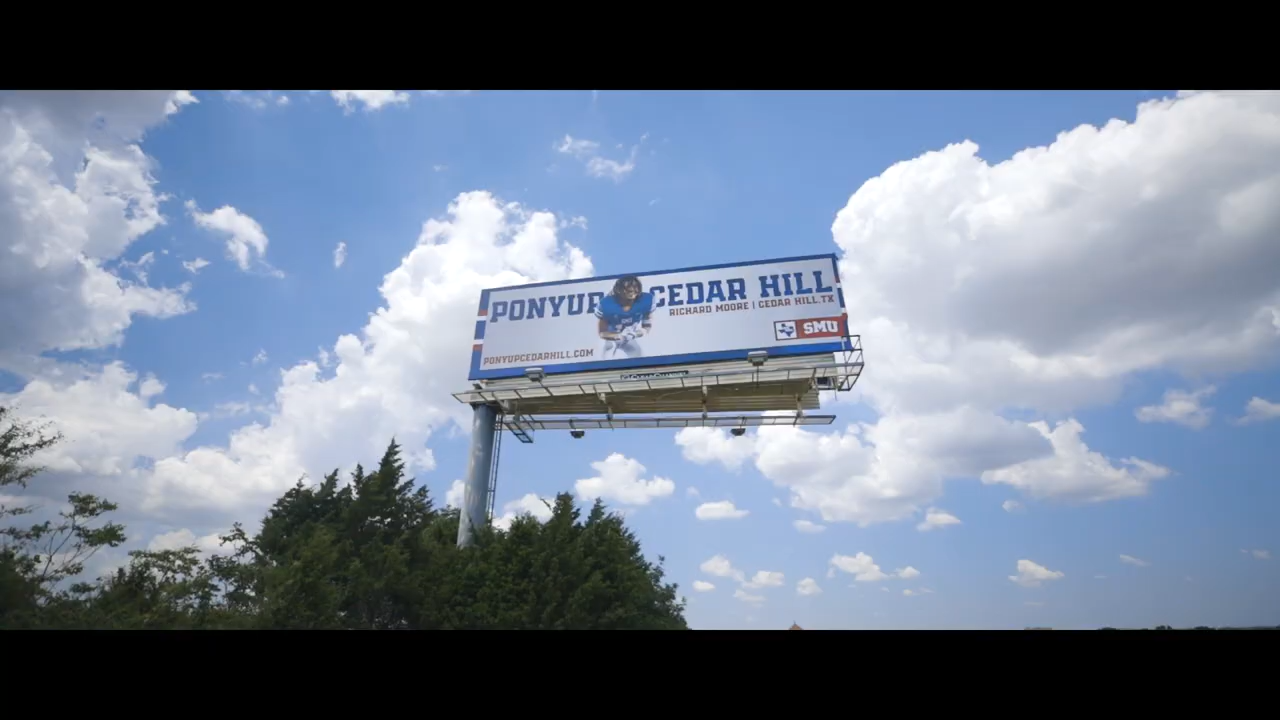 PONYUP CEDAR HILL
RICHARD MOORE | CEDAR HILL, TX
SMU
PONYUPCEDARHILL.COM